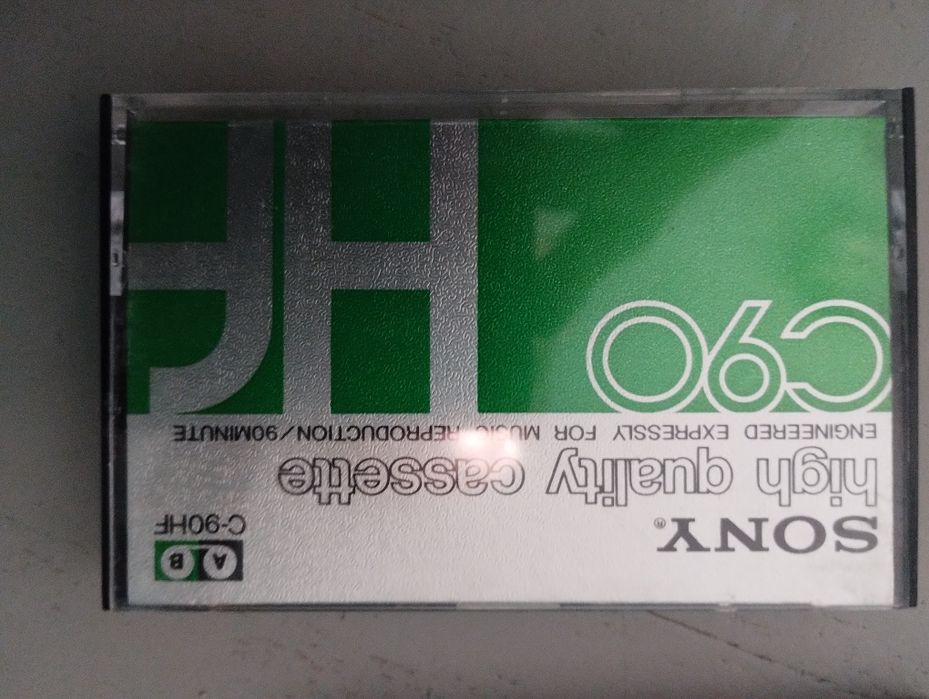 SONY®
A B
C-90HF
high quality cassette
ENGINEERED EXPRESSLY FOR MUSIC REPRODUCTION/90MINUTE
C90
HF